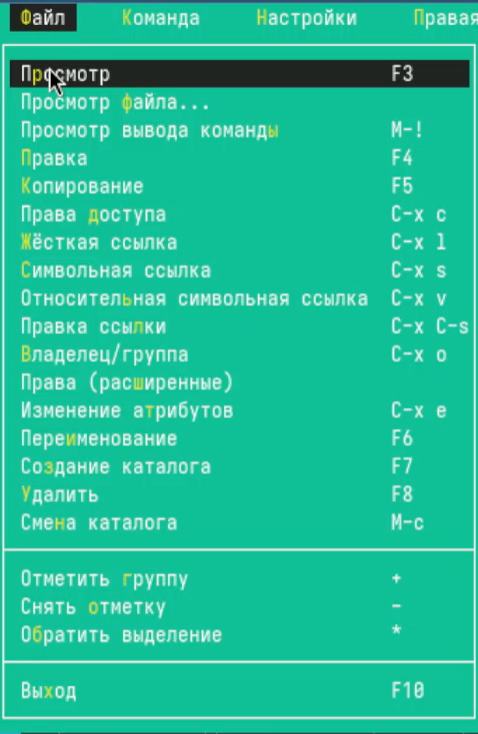 Файл Команда Настройки Правая
Просмотр F3
Просмотр файла...
Просмотр вывода команды M-!
Правка F4
Копирование F5
Права доступа C-x c
Жёсткая ссылка C-x l
Символьная ссылка C-x s
Относительная символьная ссылка C-x v
Правка ссылки C-x C-s
Владелец/группа C-x o
Права (расширенные)
Изменение атрибутов C-x e
Переименование F6
Создание каталога F7
Удалить F8
Смена каталога M-c
Отметить группу +
Снять отметку -
Обратить выделение *
Выход F10